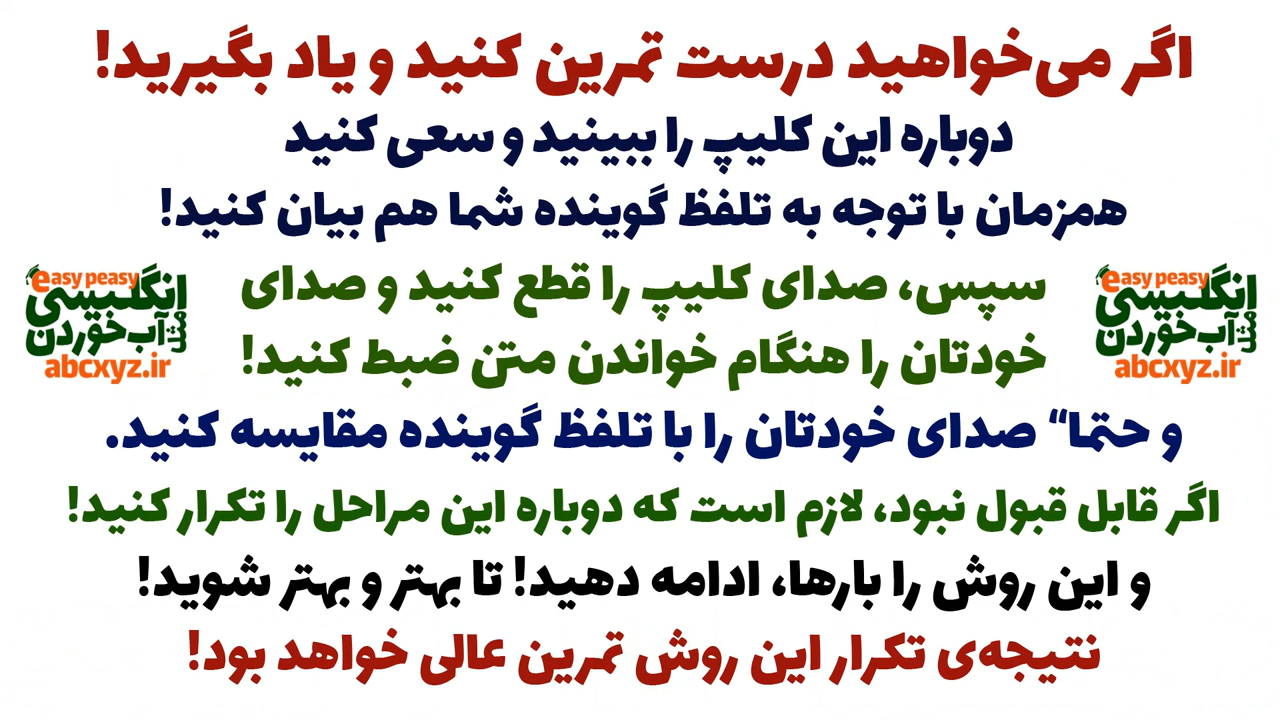 اگر می‌خواهید درست تمرین کنید و یاد بگیرید!
دوباره این کلیپ را ببینید و سعی کنید
همزمان با توجه به تلفظ گوینده شما هم بیان کنید!
سپس، صدای کلیپ را قطع کنید و صدای
خودتان را هنگام خواندن متن ضبط کنید!
easy peasy
انگلیسی
مثل آب خوردن
abcxyz.ir
easy peasy
انگلیسی
مثل آب خوردن
abcxyz.ir
و حتما“ صدای خودتان را با تلفظ گوینده مقایسه کنید.
اگر قابل قبول نبود، لازم است که دوباره این مراحل را تکرار کنید!
و این روش را بارها، ادامه دهید! تا بهتر و بهتر شوید!
نتیجه‌ی تکرار این روش تمرین عالی خواهد بود!